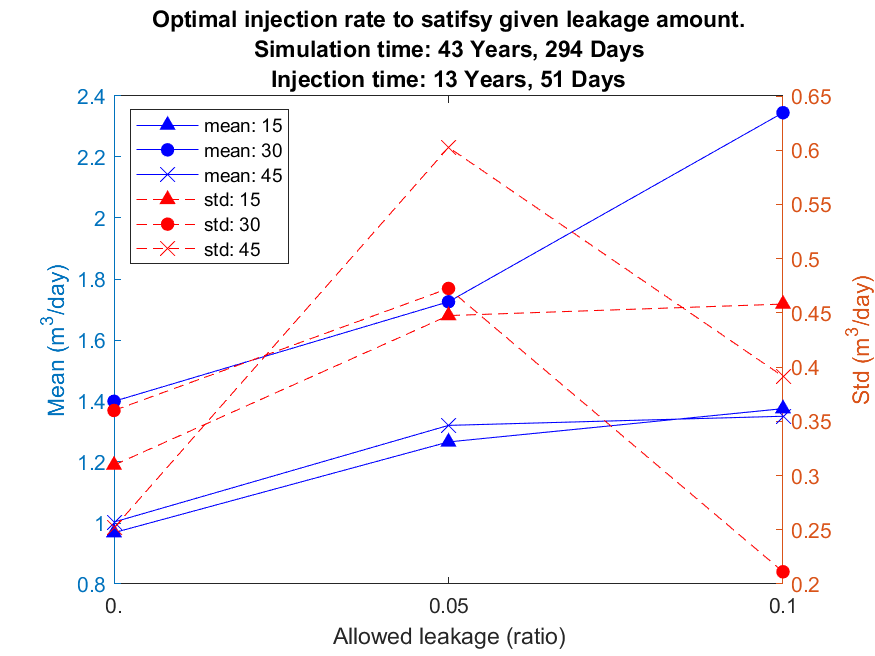 Optimal injection rate to satifsy given leakage amount.
Simulation time: 43 Years, 294 Days
Injection time: 13 Years, 51 Days
mean: 15
mean: 30
mean: 45
std: 15
std: 30
std: 45
Mean (m³/day)
2.4
2.2
2
1.8
1.6
1.4
1.2
1
0.8
Std (m³/day)
0.65
0.6
0.55
0.5
0.45
0.4
0.35
0.3
0.25
0.2
0.
0.05
0.1
Allowed leakage (ratio)